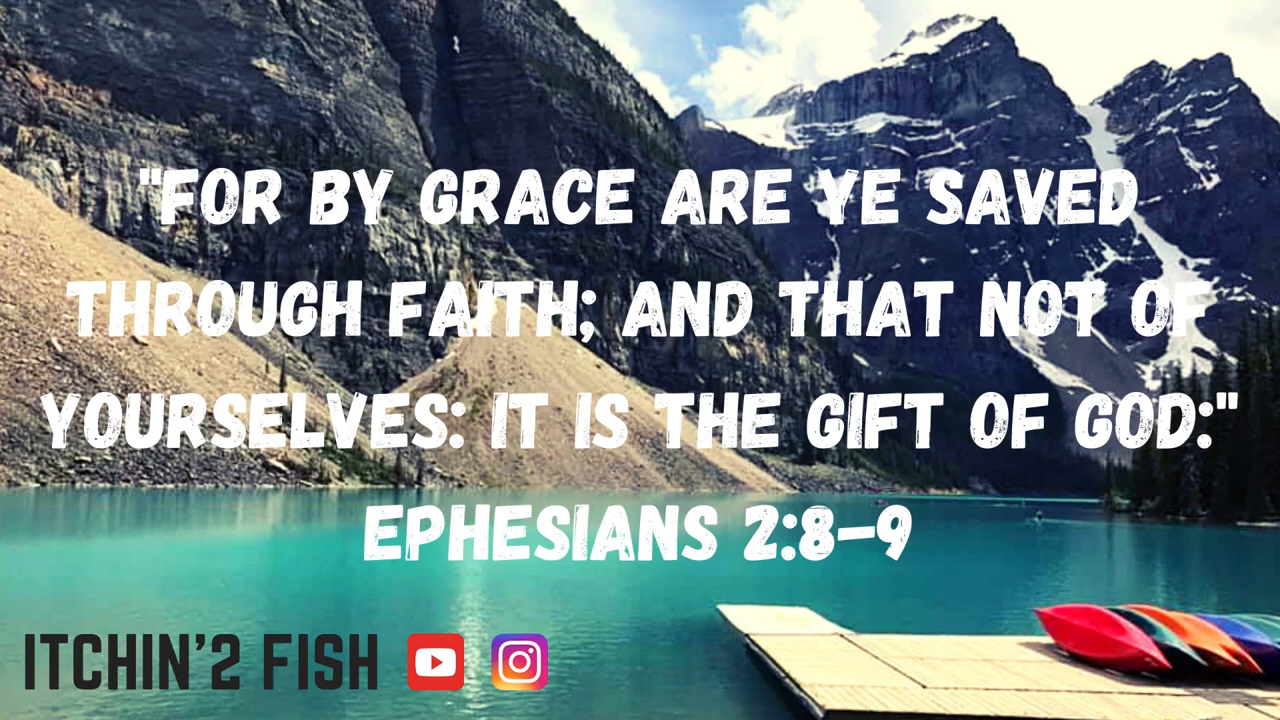 "FOR BY GRACE ARE YE SAVED
THROUGH FAITH; AND THAT NOT OF
YOURSELVES: IT IS THE GIFT OF GOD:"
EPHESIANS 2:8-9
ITCHIN'2 FISH